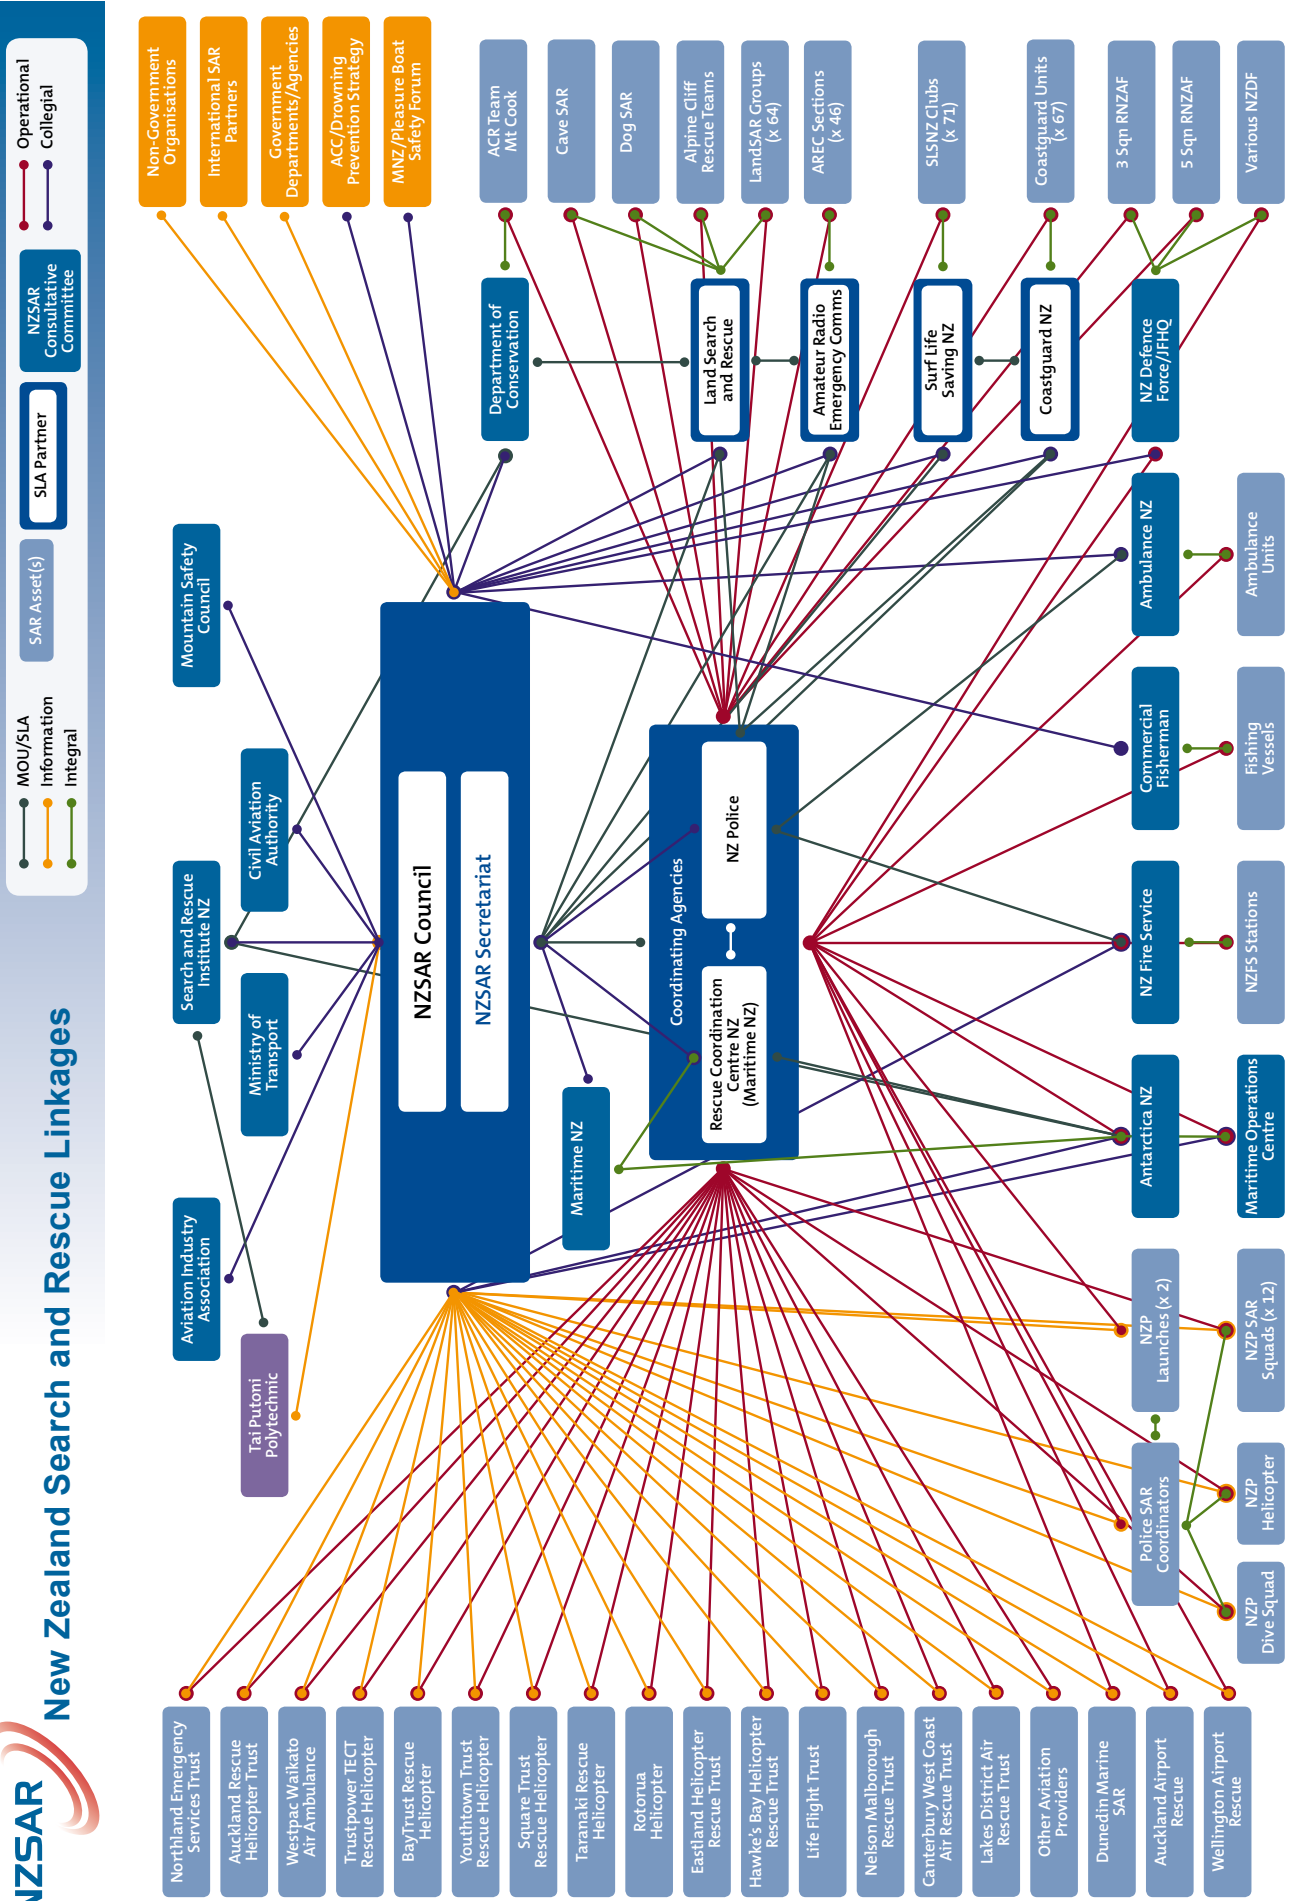 NZSAR
New Zealand Search and Rescue Linkages
MOU/SLA
Information
Integral
SAR Asset(s)
SLA Partner
NZSAR
Consultative
Committee
Operational
Collegial
Non-Government
Organisations
International SAR
Partners
Government
Departments/Agencies
ACC/Drowning
Prevention Strategy
MNZ/Pleasure Boat
Safety Forum
Aviation Industry
Association
Search and Rescue
Institute NZ
Mountain Safety
Council
Tai Putoni
Polytechnic
Ministry of
Transport
Civil Aviation
Authority
NZSAR Council
NZSAR Secretariat
Maritime NZ
Coordinating Agencies
Rescue Coordination
Centre NZ
(Maritime NZ)
NZ Police
Department of
Conservation
Land Search
and Rescue
Amateur Radio
Emergency Comms
Surf Life
Saving NZ
Coastguard NZ
NZ Defence
Force/JFHQ
ACR Team
Mt Cook
Cave SAR
Dog SAR
Alpine Cliff
Rescue Teams
LandSAR Groups
(x 64)
AREC Sections
(x 46)
SLSNZ Clubs
(x 71)
Coastguard Units
(x 67)
3 Sqn RNZAF
5 Sqn RNZAF
Various NZDF
Northland Emergency
Services Trust
Auckland Rescue
Helicopter Trust
Westpac Waikato
Air Ambulance
Trustpower TECT
Rescue Helicopter
BayTrust Rescue
Helicopter
Youthtown Trust
Rescue Helicopter
Square Trust
Rescue Helicopter
Taranaki Rescue
Helicopter
Rotorua
Helicopter
Eastland Helicopter
Rescue Trust
Hawke's Bay Helicopter
Rescue Trust
Life Flight Trust
Nelson Malborough
Rescue Trust
Canterbury West Coast
Air Rescue Trust
Lakes District Air
Rescue Trust
Other Aviation
Providers
Dunedin Marine
SAR
Auckland Airport
Rescue
Wellington Airport
Rescue
Police SAR
Coordinators
NZP
Launches (x 2)
Antarctica NZ
NZ Fire Service
Commercial
Fisherman
Ambulance NZ
NZP
Dive Squad
NZP
Helicopter
NZP SAR
Squads (x 12)
Maritime Operations
Centre
NZFS Stations
Fishing
Vessels
Ambulance
Units